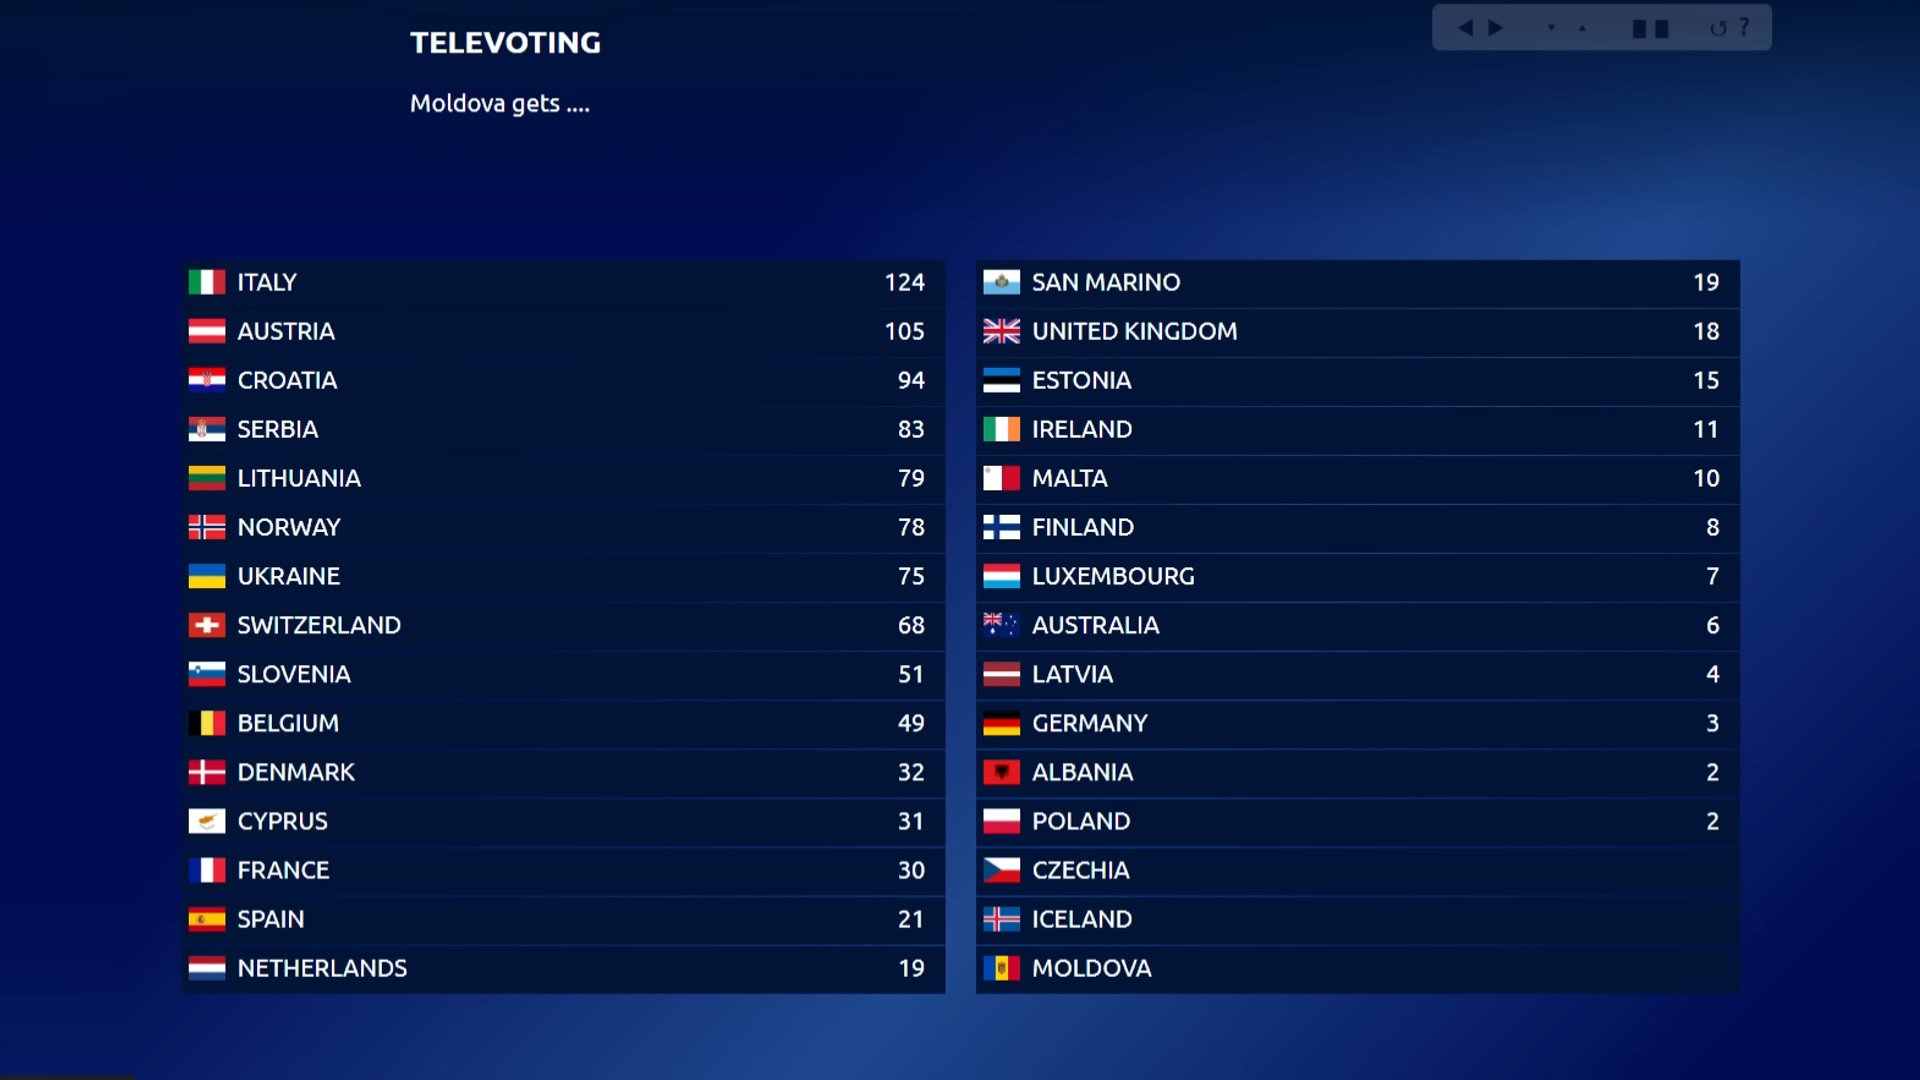 TELEVOTING
Moldova gets ....
?
ITALY 124
AUSTRIA 105
CROATIA 94
SERBIA 83
LITHUANIA 79
NORWAY 78
UKRAINE 75
SWITZERLAND 68
SLOVENIA 51
BELGIUM 49
DENMARK 32
CYPRUS 31
FRANCE 30
SPAIN 21
NETHERLANDS 19
SAN MARINO 19
UNITED KINGDOM 18
ESTONIA 15
IRELAND 11
MALTA 10
FINLAND 8
LUXEMBOURG 7
AUSTRALIA 6
LATVIA 4
GERMANY 3
ALBANIA 2
POLAND 2
CZECHIA
ICELAND
MOLDOVA